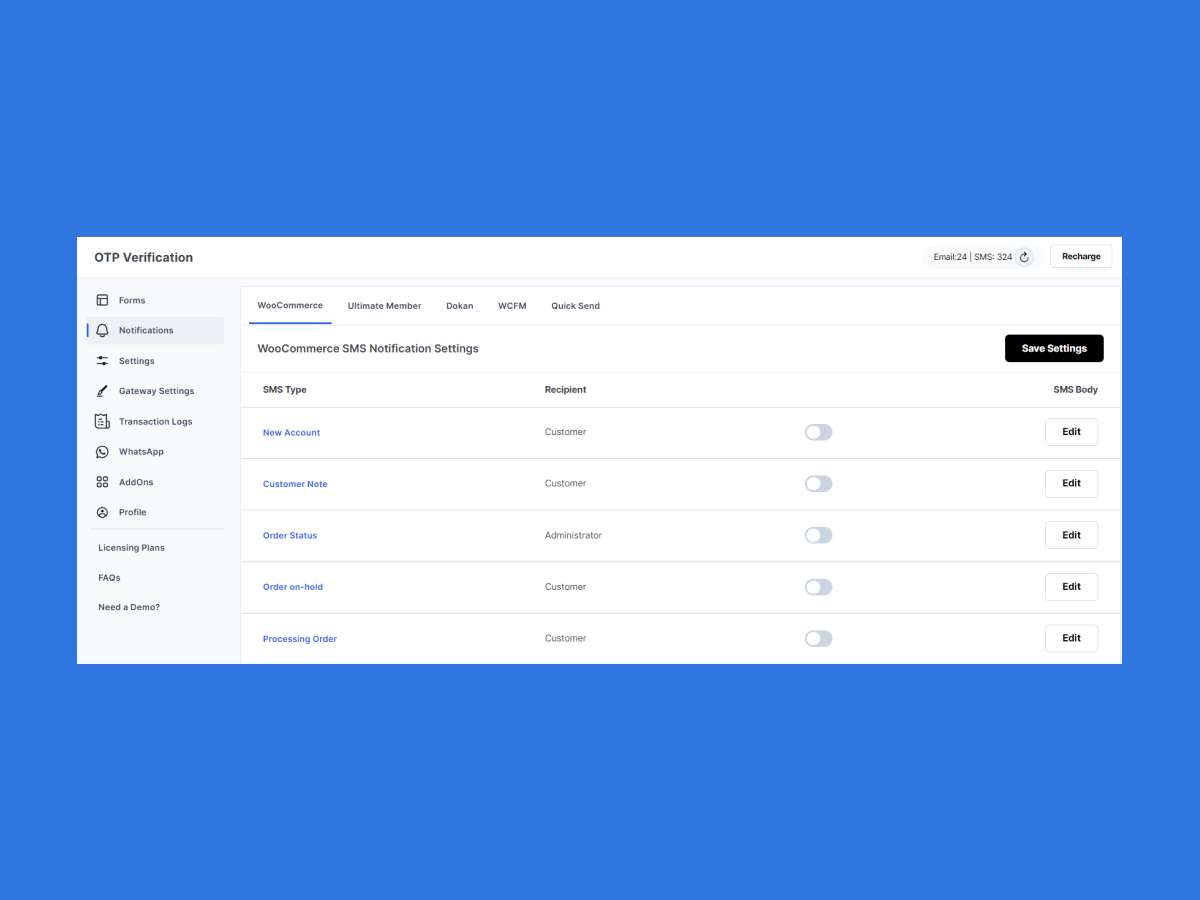 OTP Verification
Email:24 | SMS: 324
Recharge
Forms
Notifications
Settings
Gateway Settings
Transaction Logs
WhatsApp
AddOns
Profile
Licensing Plans
FAQs
Need a Demo?
WooCommerce Ultimate Member Dokan WCFM Quick Send
WooCommerce SMS Notification Settings
Save Settings
SMS Type Recipient SMS Body
New Account Customer Edit
Customer Note Customer Edit
Order Status Administrator Edit
Order on-hold Customer Edit
Processing Order Customer Edit